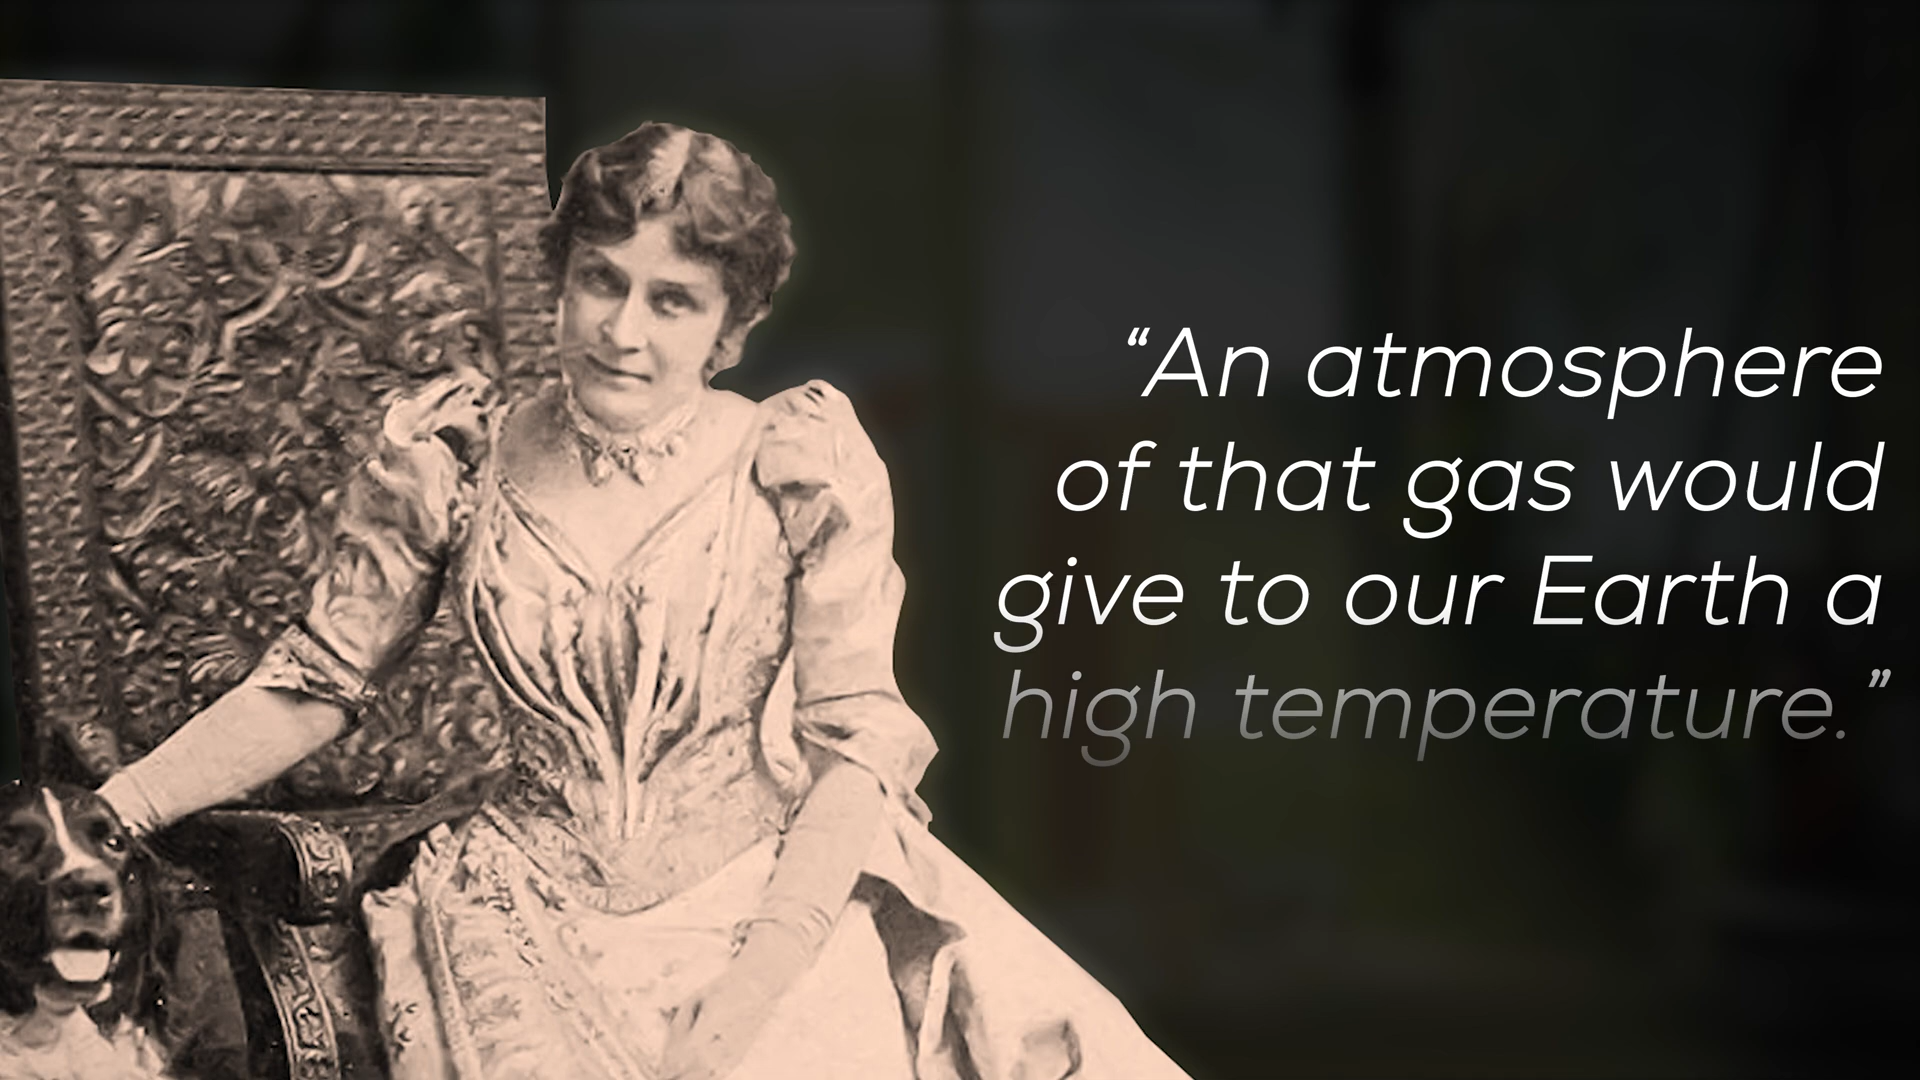 “An atmosphere
of that gas would
give to our Earth a
high temperature.”